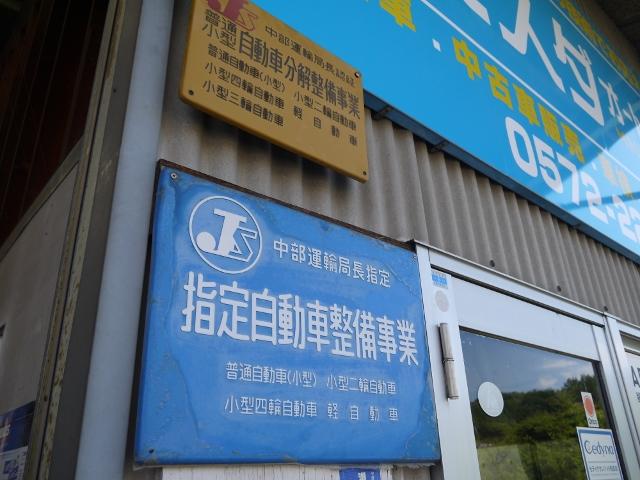 JS
中部運輸局長認証
普通
小型
自動車分解整備事業
普通自動車(小型) 小型二輪自動車
小型四輪自動車 軽自動車
小型三輪自動車
中古車販売
0572-2
JS
中部運輸局長指定
指定自動車整備事業
普通自動車(小型) 小型二輪自動車
小型四輪自動車 軽自動車
Cedyna